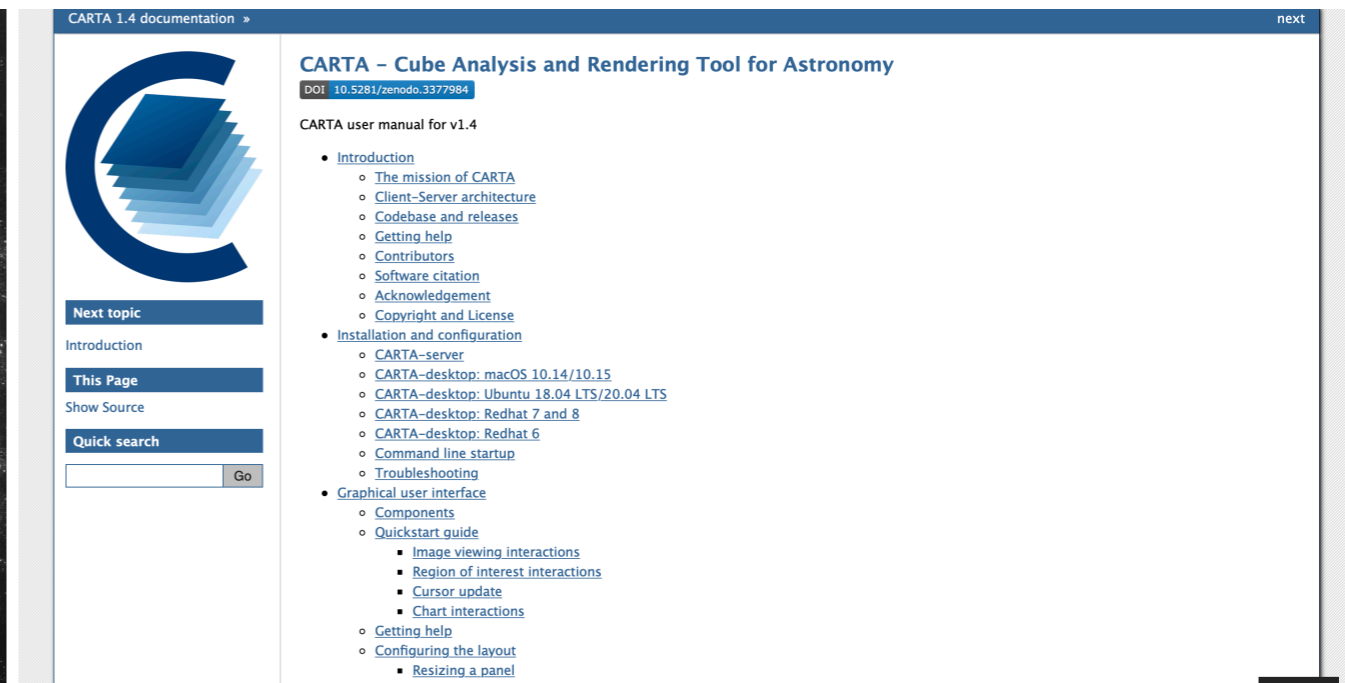 CARTA 1.4 documentation » next
CARTA – Cube Analysis and Rendering Tool for Astronomy
DOI 10.5281/zenodo.3377984
CARTA user manual for v1.4
Introduction
The mission of CARTA
Client-Server architecture
Codebase and releases
Getting help
Contributors
Software citation
Acknowledgement
Copyright and License
Installation and configuration
CARTA-server
CARTA-desktop: macOS 10.14/10.15
CARTA-desktop: Ubuntu 18.04 LTS/20.04 LTS
CARTA-desktop: Redhat 7 and 8
CARTA-desktop: Redhat 6
Command line startup
Troubleshooting
Graphical user interface
Components
Quickstart guide
Image viewing interactions
Region of interest interactions
Cursor update
Chart interactions
Getting help
Configuring the layout
Resizing a panel
Next topic
Introduction
This Page
Show Source
Quick search
Go